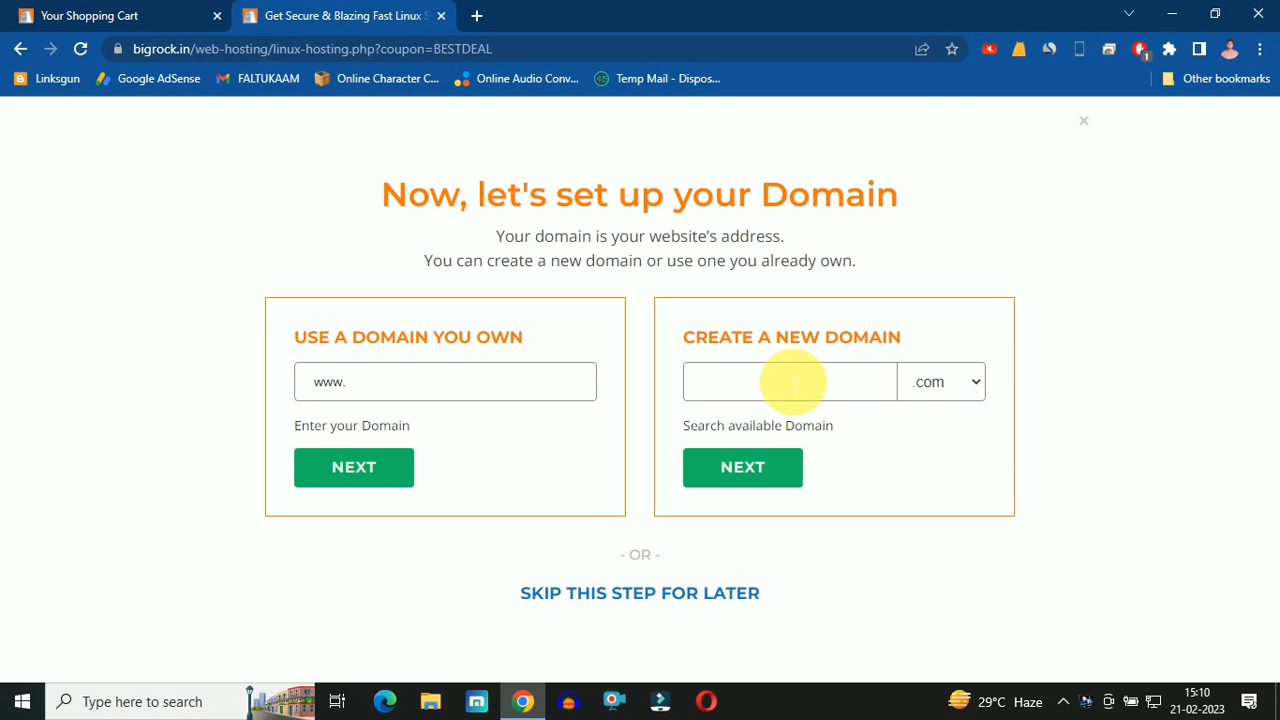 Your Shopping Cart
Get Secure & Blazing Fast Linux S
bigrock.in/web-hosting/linux-hosting.php?coupon=BESTDEAL
1
Linksgun
Google AdSense
FALTUKAAM
Online Character C...
Online Audio Conv...
Temp Mail - Dispos...
Other bookmarks
Now, let's set up your Domain
Your domain is your website's address.
You can create a new domain or use one you already own.
USE A DOMAIN YOU OWN
www.
Enter your Domain
NEXT
CREATE A NEW DOMAIN
.com
Search available Domain
NEXT
- OR -
SKIP THIS STEP FOR LATER
Type here to search
29°C Haze
15:10
21-02-2023